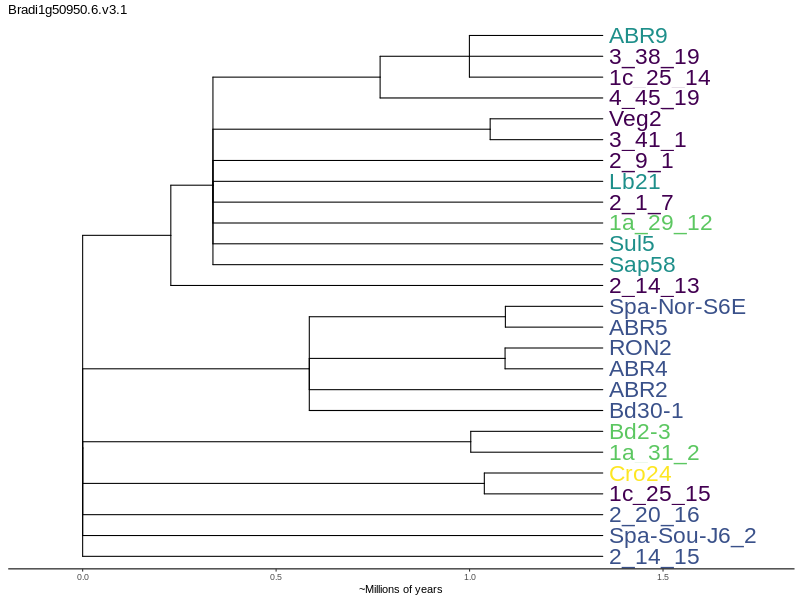 Bradi1g50950.6.v3.1
ABR9
3_38_19
1c_25_14
4_45_19
Veg2
3_41_1
2_9_1
Lb21
2_1_7
1a_29_12
Sul5
Sap58
2_14_13
Spa-Nor-S6E
ABR5
RON2
ABR4
ABR2
Bd30-1
Bd2-3
1a_31_2
Cro24
1c_25_15
2_20_16
Spa-Sou-J6_2
2_14_15
0.0 0.5 1.0 1.5
~Millions of years